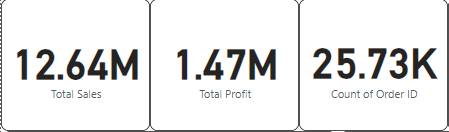 12.64M 1.47M 25.73K
Total Sales Total Profit Count of Order ID